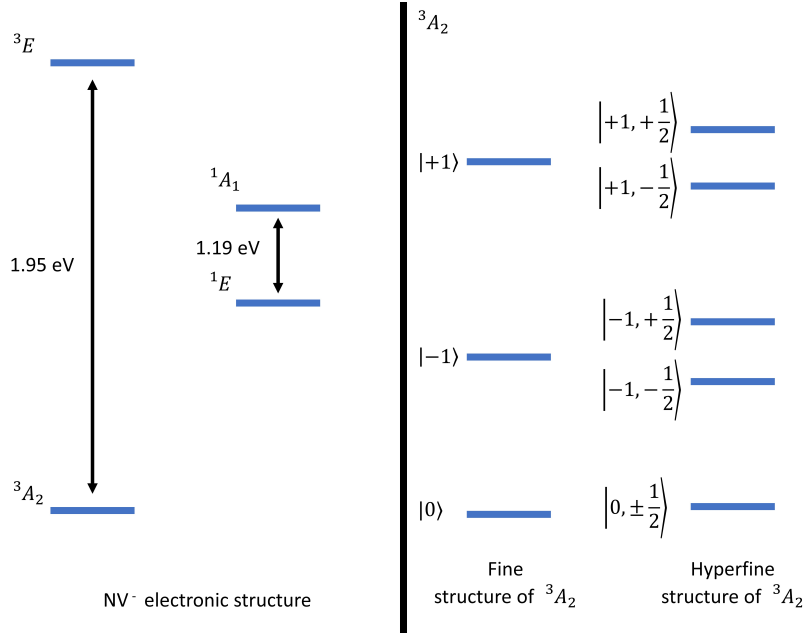 ³E
¹A₁
1.19 eV
1.95 eV
¹E
³A₂
NV⁻ electronic structure
³A₂
|+1⟩
|−1⟩
|0⟩
Fine
structure of ³A₂
|+1, +1/2⟩
|+1, −1/2⟩
|−1, +1/2⟩
|−1, −1/2⟩
|0, ±1/2⟩
Hyperfine
structure of ³A₂